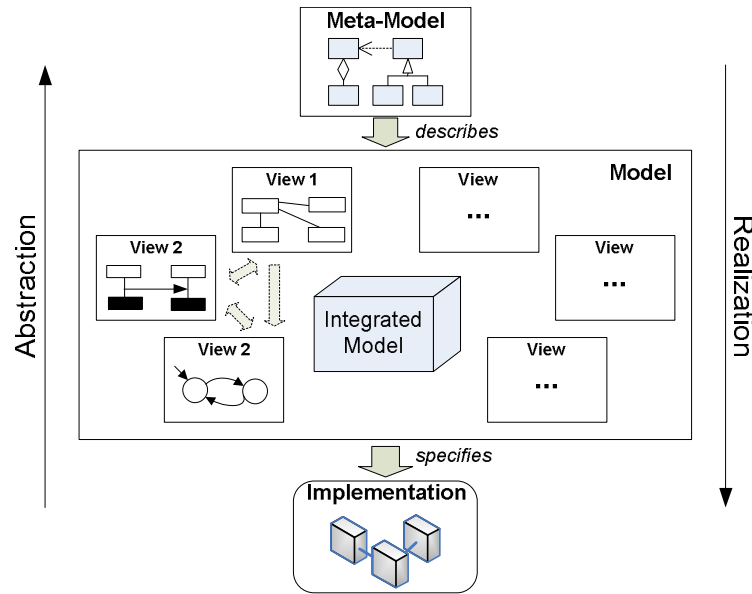 Meta-Model
describes
Model
View 1
View
...
View 2
View
...
Integrated
Model
View 2
View
...
Abstraction
Realization
specifies
Implementation